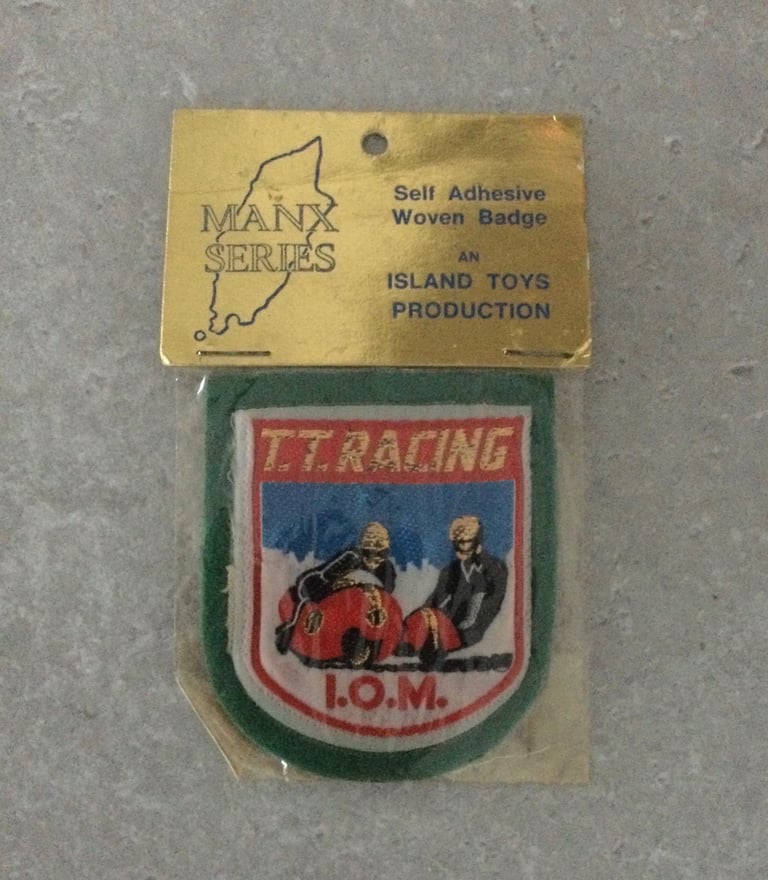 MANX
SERIES
Self Adhesive
Woven Badge
AN
ISLAND TOYS
PRODUCTION
T.T. RACING
I.O.M.